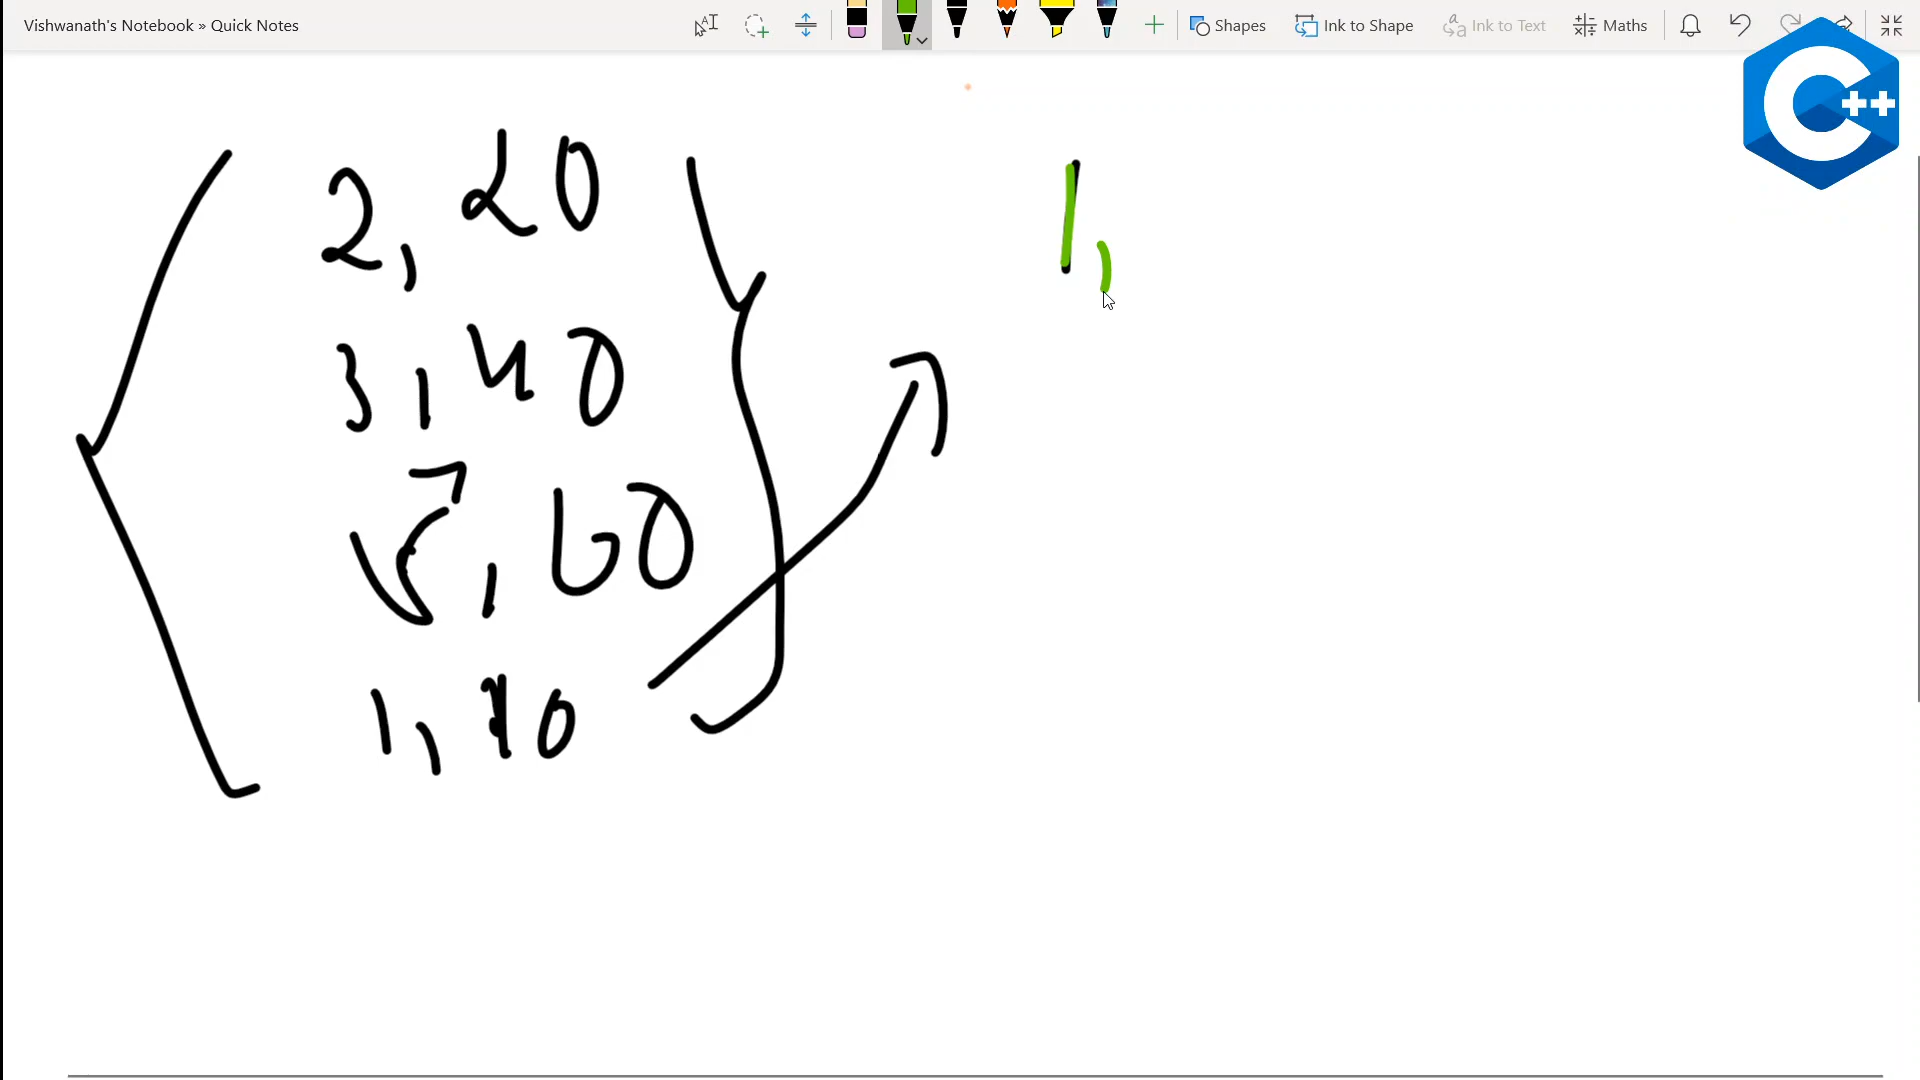 Vishwanath's Notebook » Quick Notes
Shapes
Ink to Shape
Ink to Text
Maths
C++
2, 20
1,
3, 40
5, 60
1, 10